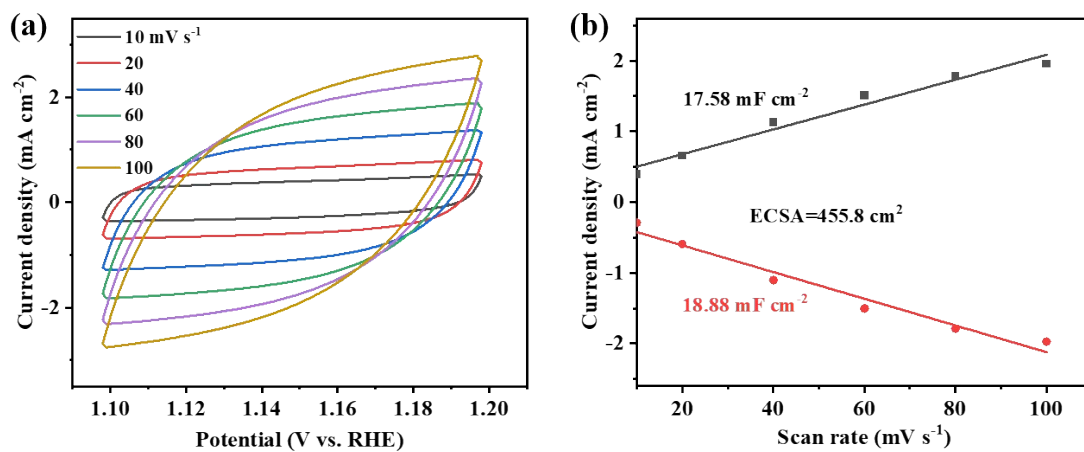 (a)
10 mV s⁻¹
20
40
60
80
100
2
0
-2
1.10 1.12 1.14 1.16 1.18 1.20
Potential (V vs. RHE)
Current density (mA cm⁻²)
(b)
17.58 mF cm⁻²
ECSA=455.8 cm²
18.88 mF cm⁻²
2
1
0
-1
-2
20 40 60 80 100
Scan rate (mV s⁻¹)
Current density (mA cm⁻²)